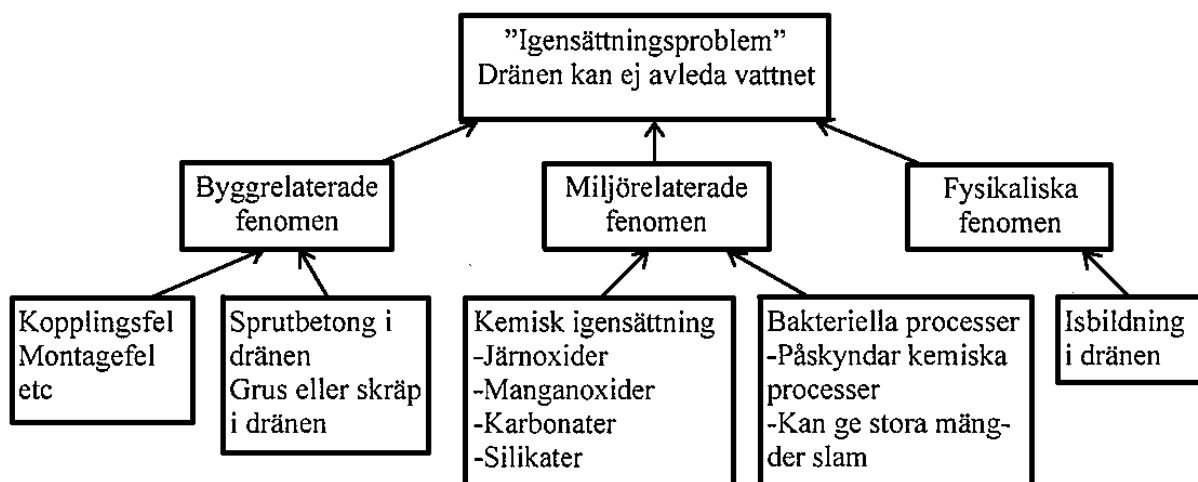 ”Igensättningsproblem”
Dränen kan ej avleda vattnet
Byggrelaterade
fenomen
Miljörelaterade
fenomen
Fysikaliska
fenomen
Kopplingsfel
Montagefel
etc
Sprutbetong i
dränen
Grus eller skräp
i dränen
Kemisk igensättning
-Järnoxider
-Manganoxider
-Karbonater
-Silikater
Bakteriella processer
-Påskyndar kemiska
processer
-Kan ge stora mäng-
der slam
Isbildning
i dränen